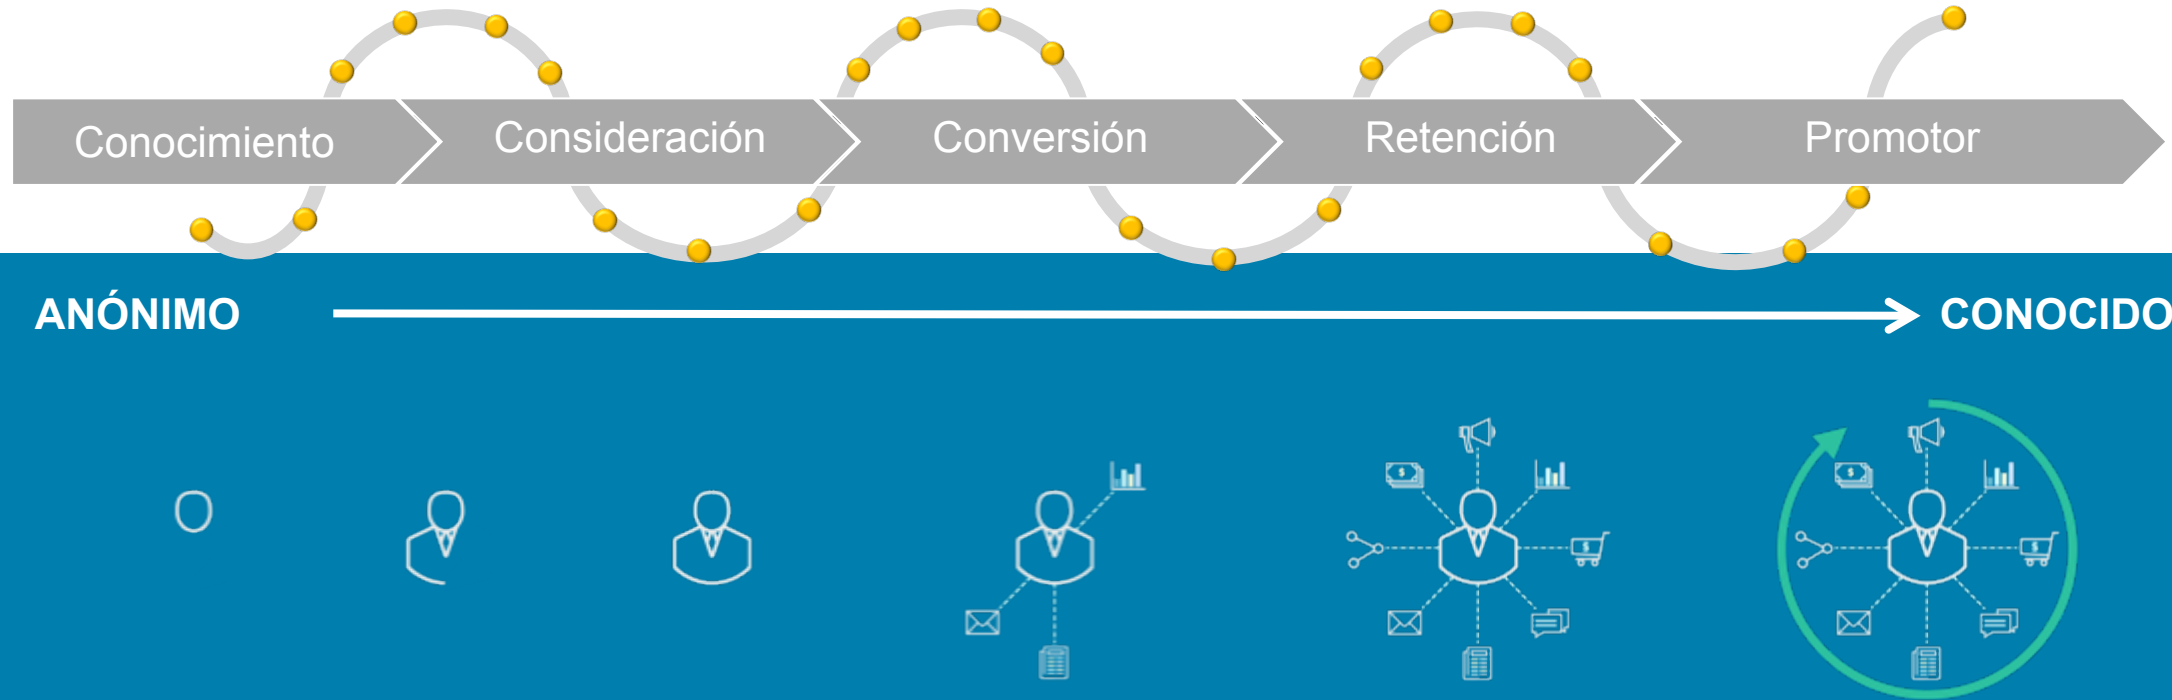 Conocimiento
Consideración
Conversión
Retención
Promotor
ANÓNIMO
CONOCIDO